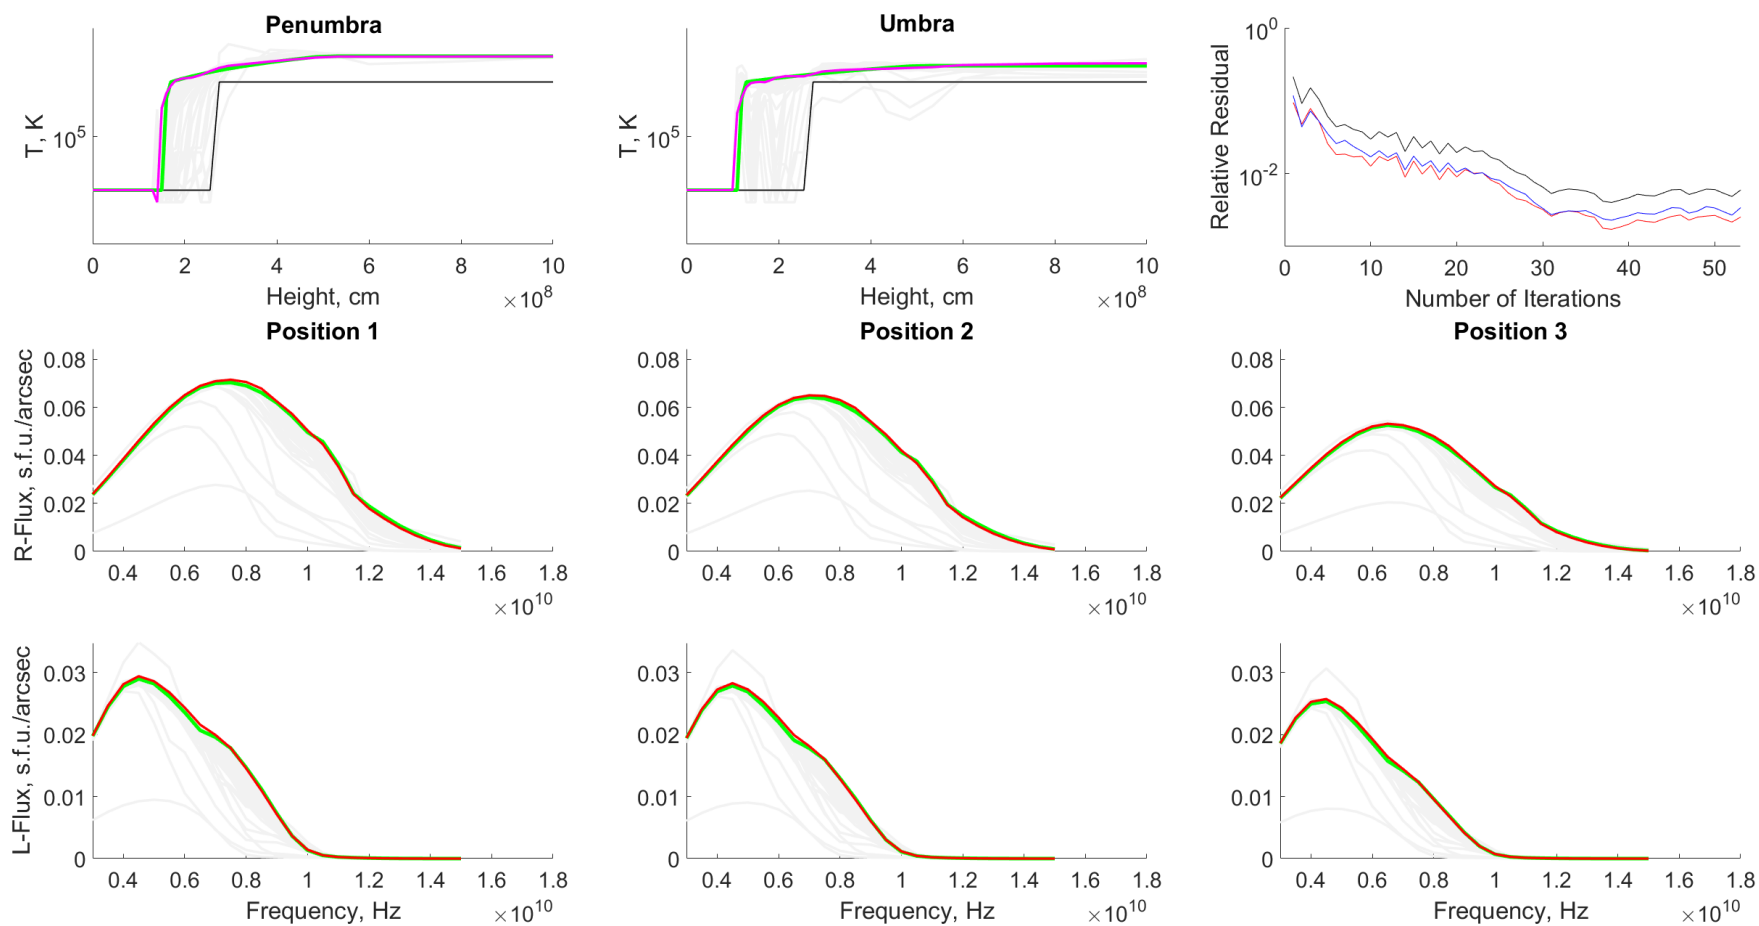 Penumbra
T, K
10^5
0 2 4 6 8 10
Height, cm
×10^8
Umbra
T, K
10^5
0 2 4 6 8 10
Height, cm
×10^8
10^0
10^-2
Relative Residual
0 10 20 30 40 50
Number of Iterations
Position 1
R-Flux, s.f.u./arcsec
0.08
0.06
0.04
0.02
0
0.4 0.6 0.8 1 1.2 1.4 1.6 1.8
×10^10
Position 2
0.08
0.06
0.04
0.02
0
0.4 0.6 0.8 1 1.2 1.4 1.6 1.8
×10^10
Position 3
0.08
0.06
0.04
0.02
0
0.4 0.6 0.8 1 1.2 1.4 1.6 1.8
×10^10
L-Flux, s.f.u./arcsec
0.03
0.02
0.01
0
0.4 0.6 0.8 1 1.2 1.4 1.6 1.8
Frequency, Hz
×10^10
0.03
0.02
0.01
0
0.4 0.6 0.8 1 1.2 1.4 1.6 1.8
Frequency, Hz
×10^10
0.03
0.02
0.01
0
0.4 0.6 0.8 1 1.2 1.4 1.6 1.8
Frequency, Hz
×10^10